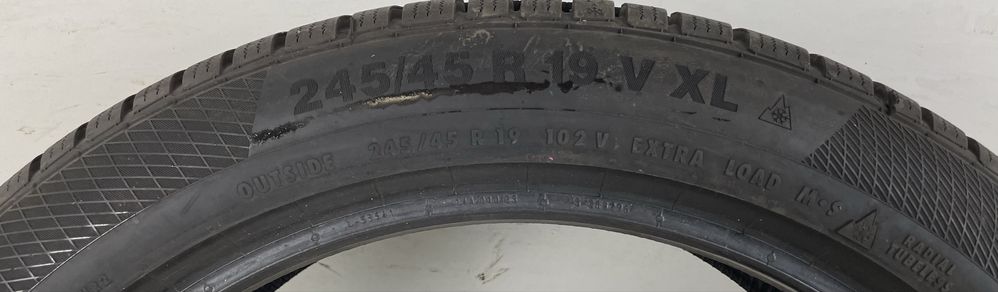 245/45 R 19 V XL
OUTSIDE 245/45 R 19 102 V EXTRA LOAD M•S
RADIAL
TUBELESS